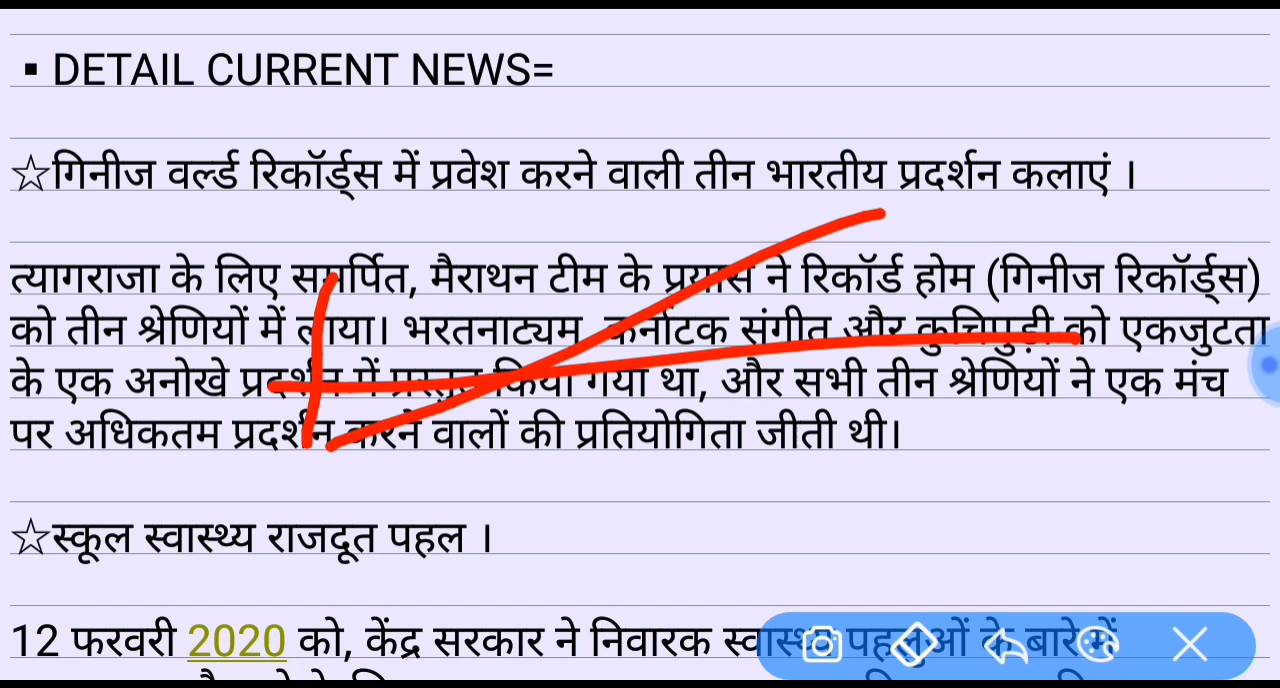 ▪ DETAIL CURRENT NEWS=
☆गिनीज वर्ल्ड रिकॉर्ड्स में प्रवेश करने वाली तीन भारतीय प्रदर्शन कलाएं ।
त्यागराजा के लिए समर्पित, मैराथन टीम के प्रयास ने रिकॉर्ड होम (गिनीज रिकॉर्ड्स)
को तीन श्रेणियों में लाया। भरतनाट्यम, कर्नाटक संगीत और कुचिपुड़ी को एकजुटता
के एक अनोखे प्रदर्शन में प्रस्तुत किया गया था, और सभी तीन श्रेणियों ने एक मंच
पर अधिकतम प्रदर्शन करने वालों की प्रतियोगिता जीती थी।
☆स्कूल स्वास्थ्य राजदूत पहल ।
12 फरवरी 2020 को, केंद्र सरकार ने निवारक स्वास्थ्य पहलुओं के बारे में